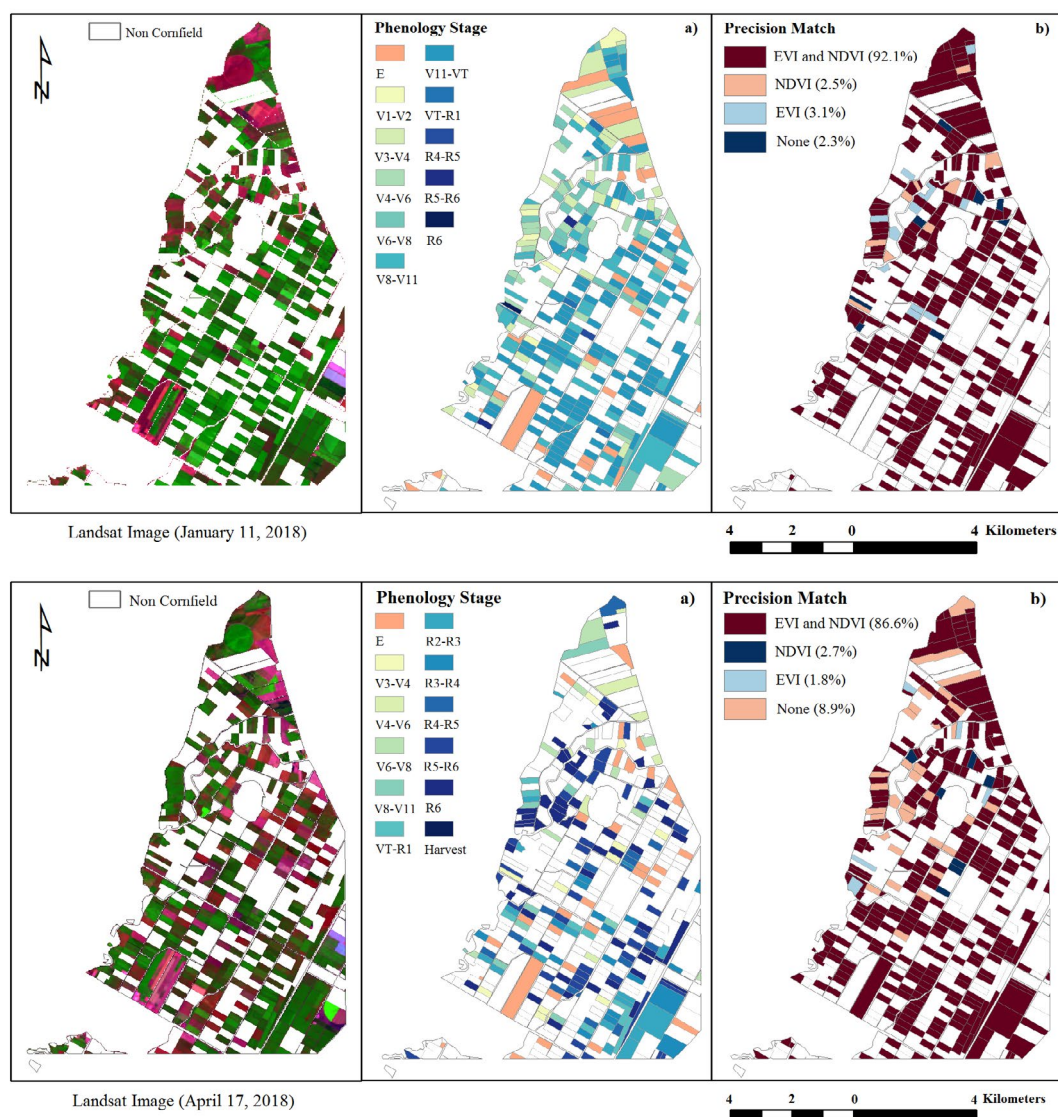 Non Cornfield
N
Landsat Image (January 11, 2018)
Phenology Stage
a)
E
V11-VT
V1-V2
VT-R1
V3-V4
R4-R5
V4-V6
R5-R6
V6-V8
R6
V8-V11
Precision Match
b)
EVI and NDVI (92.1%)
NDVI (2.5%)
EVI (3.1%)
None (2.3%)
4 2 0 4 Kilometers
Non Cornfield
N
Landsat Image (April 17, 2018)
Phenology Stage
a)
E
R2-R3
V3-V4
R3-R4
V4-V6
R4-R5
V6-V8
R5-R6
V8-V11
R6
VT-R1
Harvest
Precision Match
b)
EVI and NDVI (86.6%)
NDVI (2.7%)
EVI (1.8%)
None (8.9%)
4 2 0 4 Kilometers